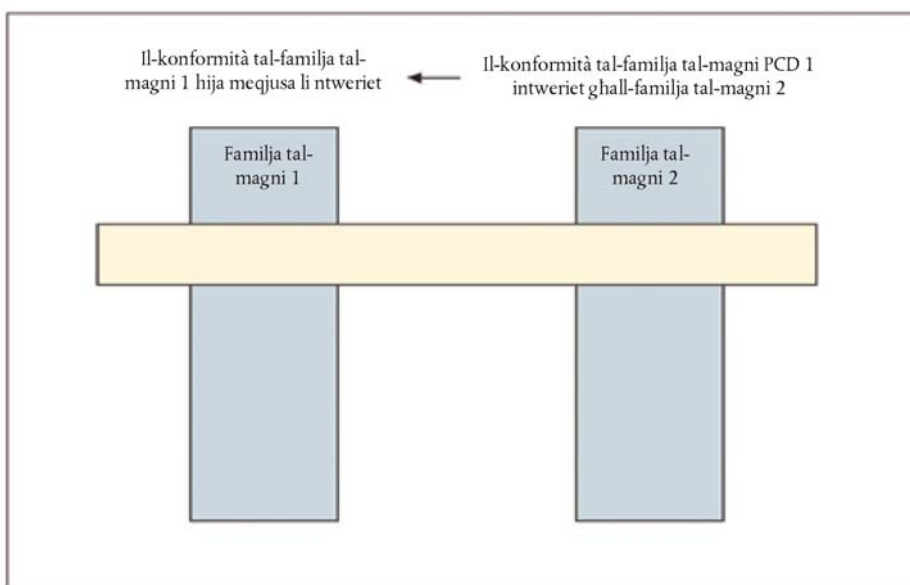 Il-konformità tal-familja tal-
magni 1 hija meqjusa li ntweriet
Il-konformità tal-familja tal-magni PCD 1
intweriet għall-familja tal-magni 2
Familja tal-
magni 1
Familja tal-
magni 2